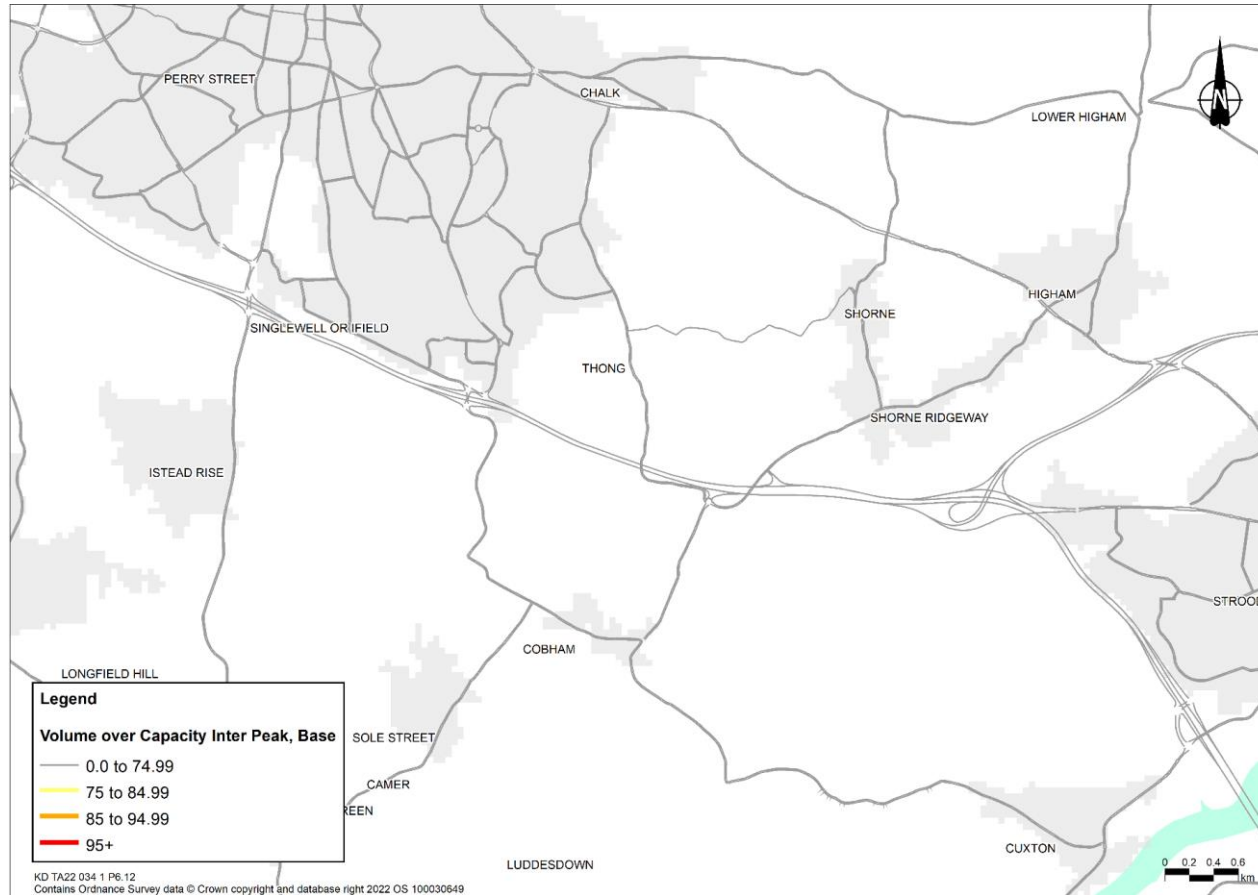 PERRY STREET
CHALK
LOWER HIGHAM
N
SINGLEWELL OR IFIELD
HIGHAM
SHORNE
THONG
SHORNE RIDGEWAY
ISTEAD RISE
STROOD
COBHAM
LONGFIELD HILL
Legend
Volume over Capacity Inter Peak, Base
0.0 to 74.99
75 to 84.99
85 to 94.99
95+
SOLE STREET
CAMER
REEN
LUDDESDOWN
CUXTON
0 0.2 0.4 0.6
km
KD TA22 034 1 P6.12
Contains Ordnance Survey data © Crown copyright and database right 2022 OS 100030649